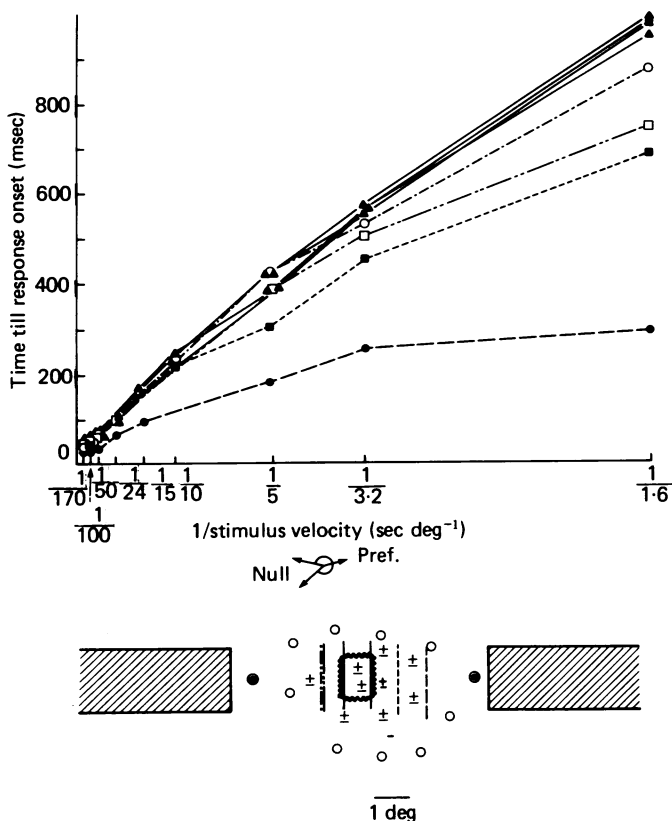 800
600
400
200
0
Time till response onset (msec)
1/170 1/100 1/50 1/24 1/15 1/10 1/5 1/3·2 1/1·6
1/stimulus velocity (sec deg⁻¹)
Null Pref.
± ± ± ± ± ± ± ± ±
-
1 deg